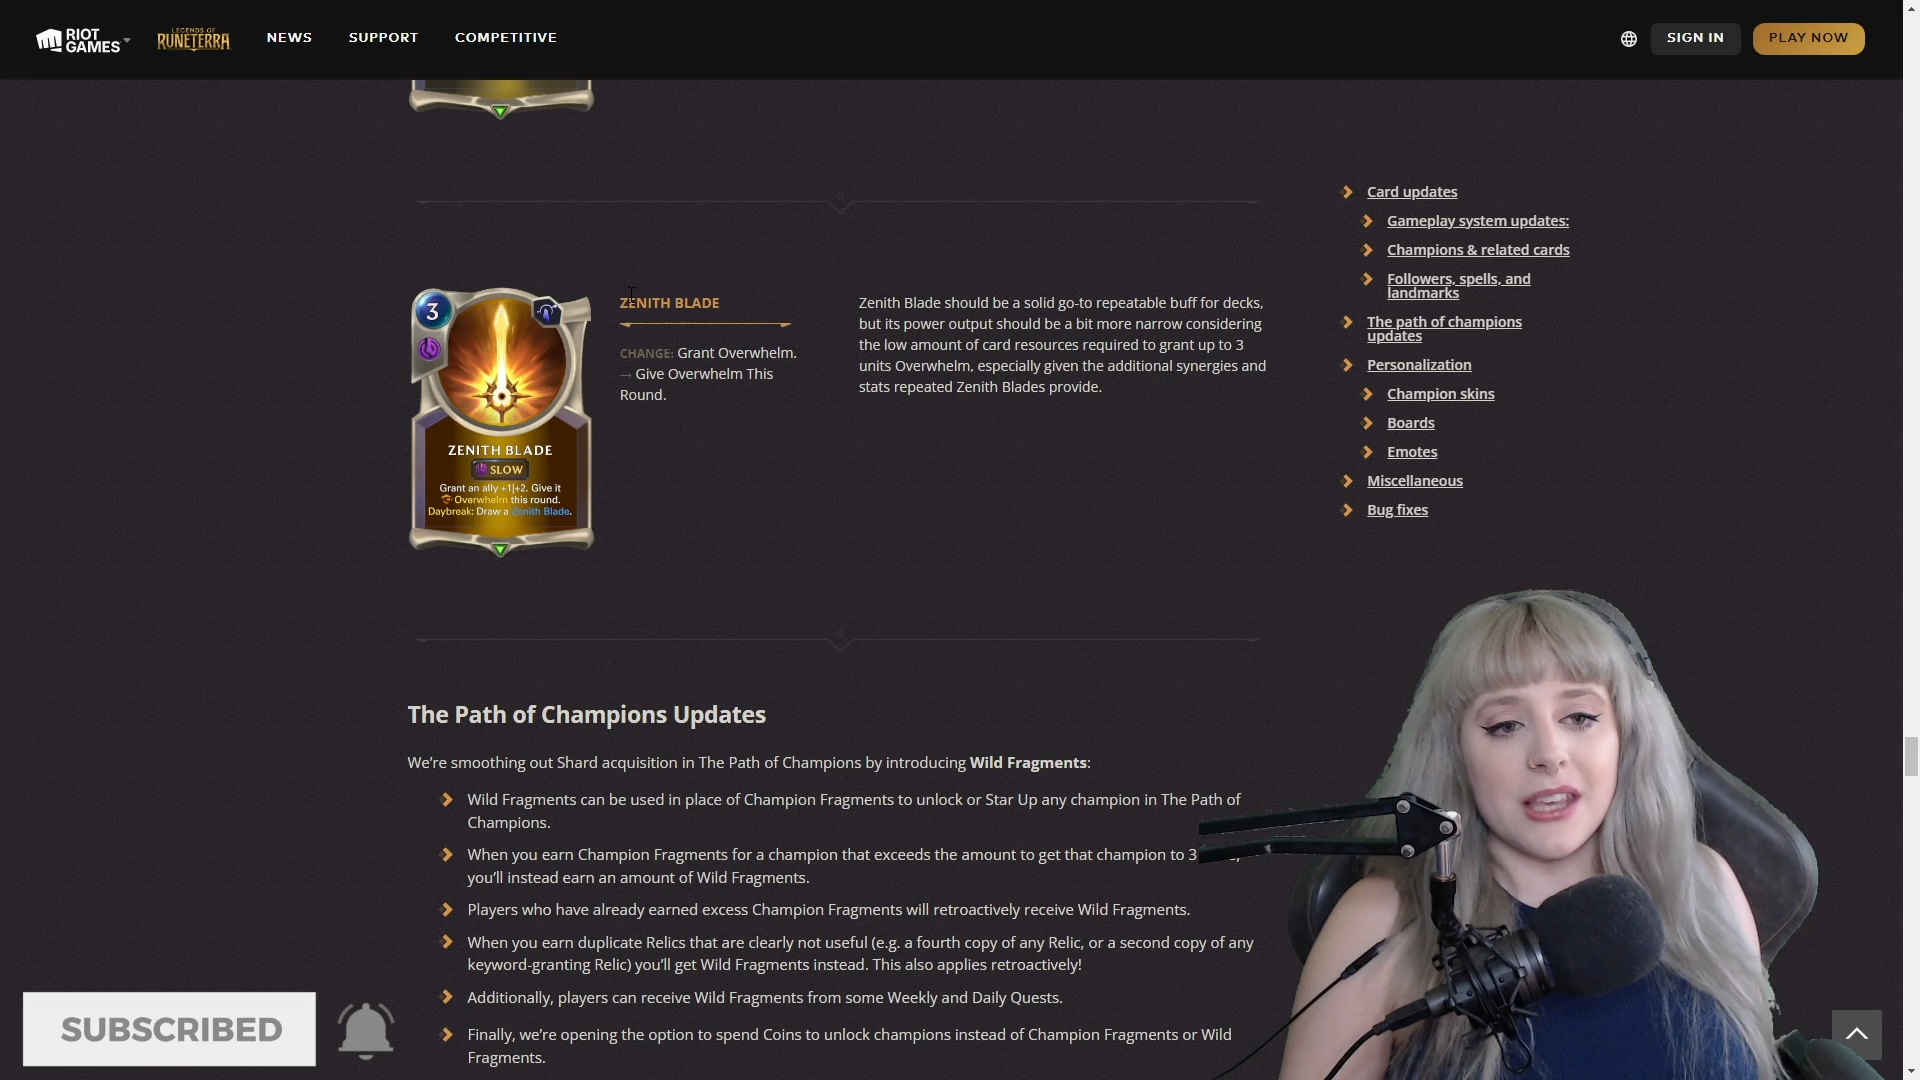 RIOT
GAMES
LEGENDS OF
RUNETERRA
NEWS
SUPPORT
COMPETITIVE
SIGN IN
PLAY NOW
3
ZENITH BLADE
SLOW
Grant an ally +1|+2. Give it
Overwhelm this round.
Daybreak: Draw a Zenith Blade.
ZENITH BLADE
CHANGE: Grant Overwhelm.
→ Give Overwhelm This
Round.
Zenith Blade should be a solid go-to repeatable buff for decks,
but its power output should be a bit more narrow considering
the low amount of card resources required to grant up to 3
units Overwhelm, especially given the additional synergies and
stats repeated Zenith Blades provide.
Card updates
Gameplay system updates:
Champions & related cards
Followers, spells, and
landmarks
The path of champions
updates
Personalization
Champion skins
Boards
Emotes
Miscellaneous
Bug fixes
The Path of Champions Updates
We’re smoothing out Shard acquisition in The Path of Champions by introducing Wild Fragments:
Wild Fragments can be used in place of Champion Fragments to unlock or Star Up any champion in The Path of
Champions.
When you earn Champion Fragments for a champion that exceeds the amount to get that champion to 3
you’ll instead earn an amount of Wild Fragments.
Players who have already earned excess Champion Fragments will retroactively receive Wild Fragments.
When you earn duplicate Relics that are clearly not useful (e.g. a fourth copy of any Relic, or a second copy of any
keyword-granting Relic) you’ll get Wild Fragments instead. This also applies retroactively!
Additionally, players can receive Wild Fragments from some Weekly and Daily Quests.
Finally, we’re opening the option to spend Coins to unlock champions instead of Champion Fragments or Wild
Fragments.
SUBSCRIBED